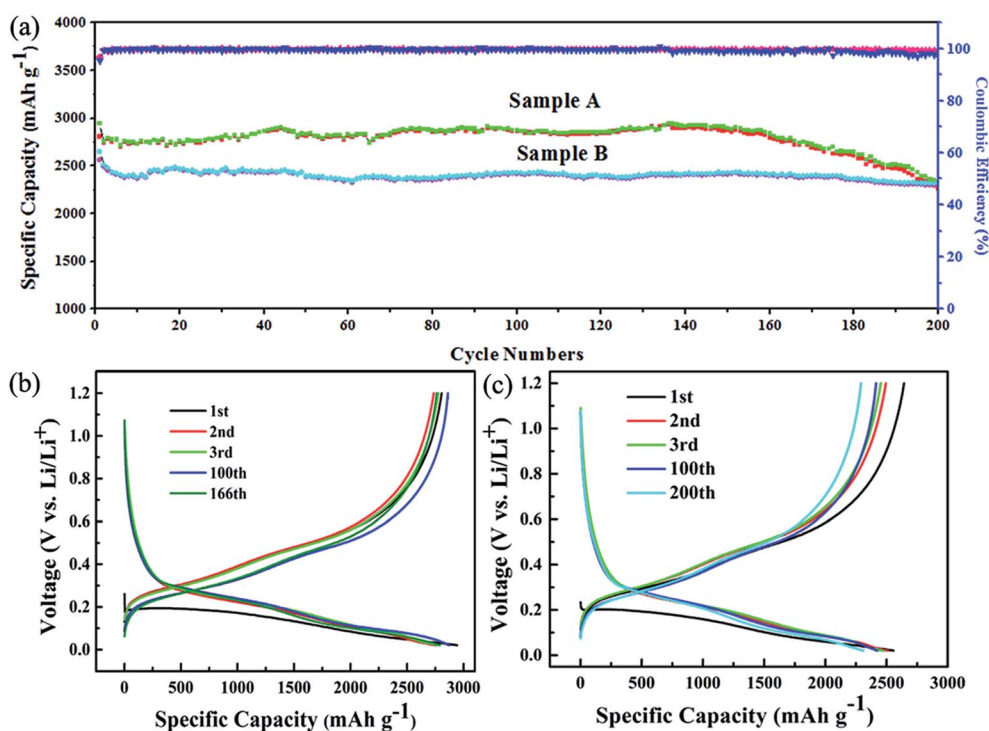 (a)
4000
3500
3000
2500
2000
1500
1000
Specific Capacity (mAh g⁻¹)
Sample A
Sample B
100
80
60
40
20
0
Coulombic Efficiency (%)
0 20 40 60 80 100 120 140 160 180 200
Cycle Numbers
(b)
1.2
1.0
0.8
0.6
0.4
0.2
0.0
Voltage (V vs. Li/Li⁺)
1st
2nd
3rd
100th
166th
0 500 1000 1500 2000 2500 3000
Specific Capacity (mAh g⁻¹)
(c)
1.2
1.0
0.8
0.6
0.4
0.2
0.0
Voltage (V vs. Li/Li⁺)
1st
2nd
3rd
100th
200th
0 500 1000 1500 2000 2500 3000
Specific Capacity (mAh g⁻¹)